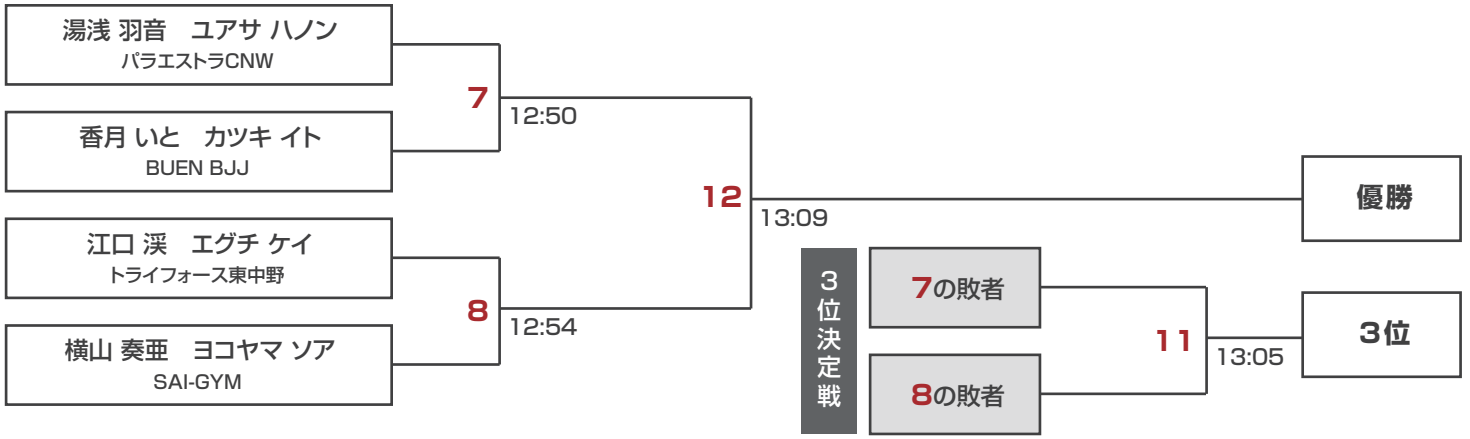 湯浅 羽音　ユアサ ハノン
パラエストラCNW
7
12:50
香月 いと　カツキ イト
BUEN BJJ
12
13:09
優勝
江口 渓　エグチ ケイ
トライフォース東中野
8
12:54
横山 奏亜　ヨコヤマ ソア
SAI-GYM
3位決定戦
7の敗者
11
13:05
3位
8の敗者